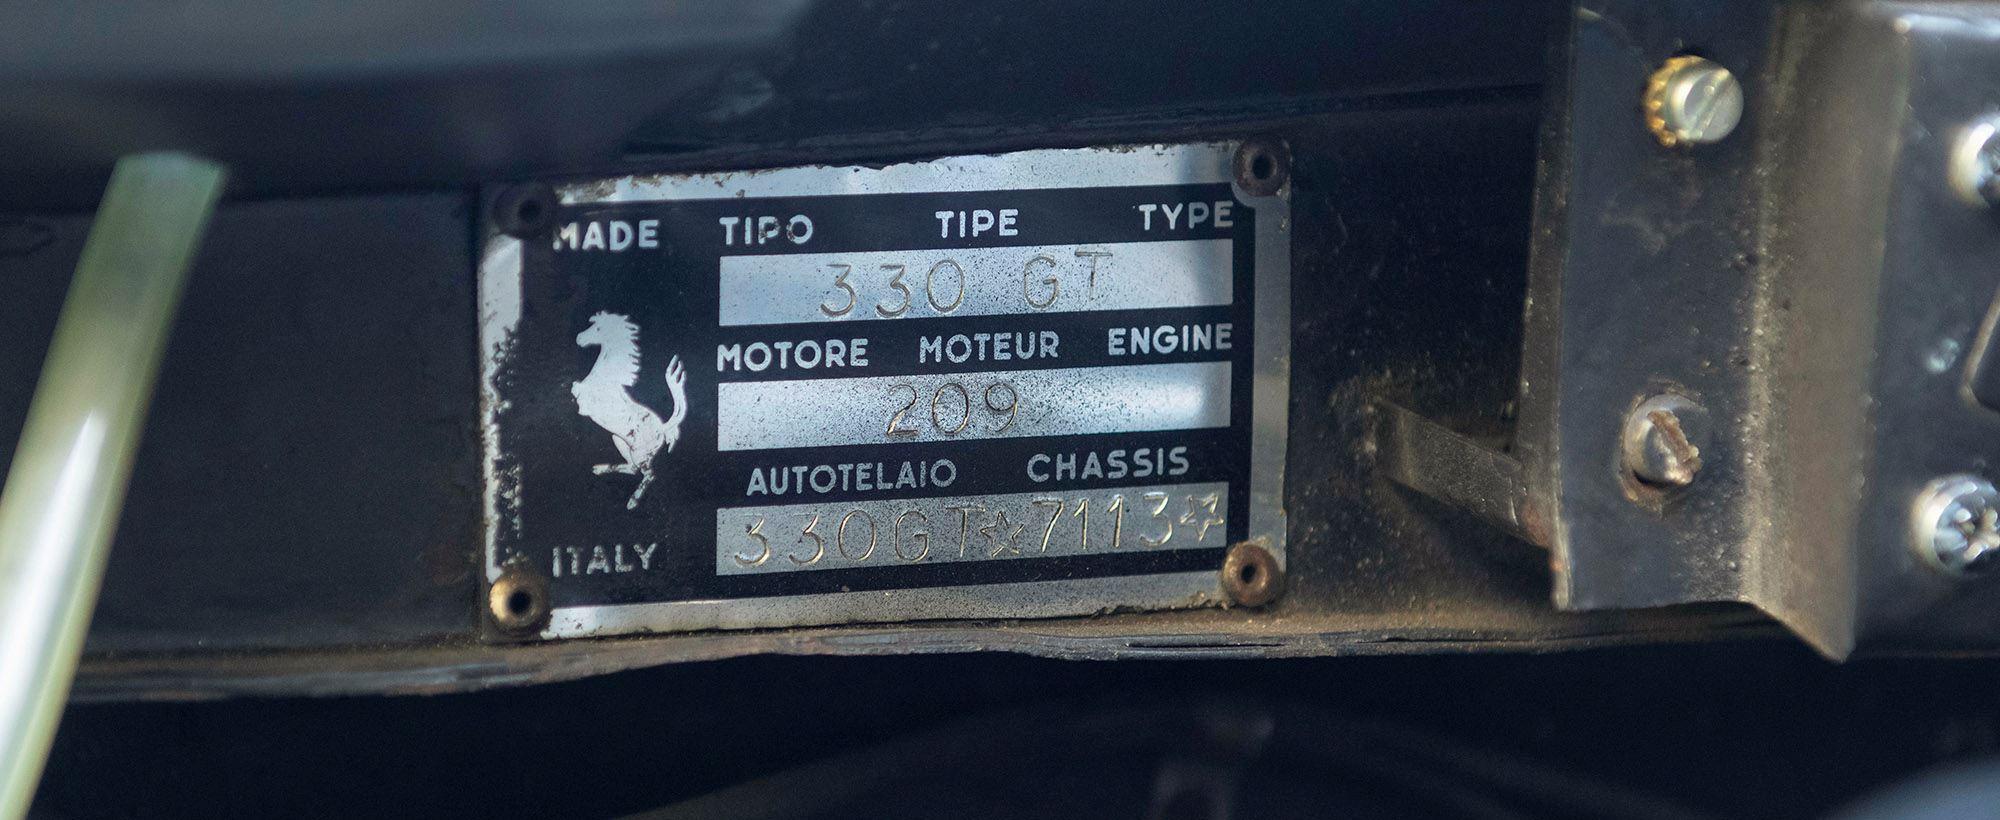 MADE TIPO TIPE TYPE
330 GT
MOTORE MOTEUR ENGINE
209
AUTOTELAIO CHASSIS
330GT☆7113☆
ITALY